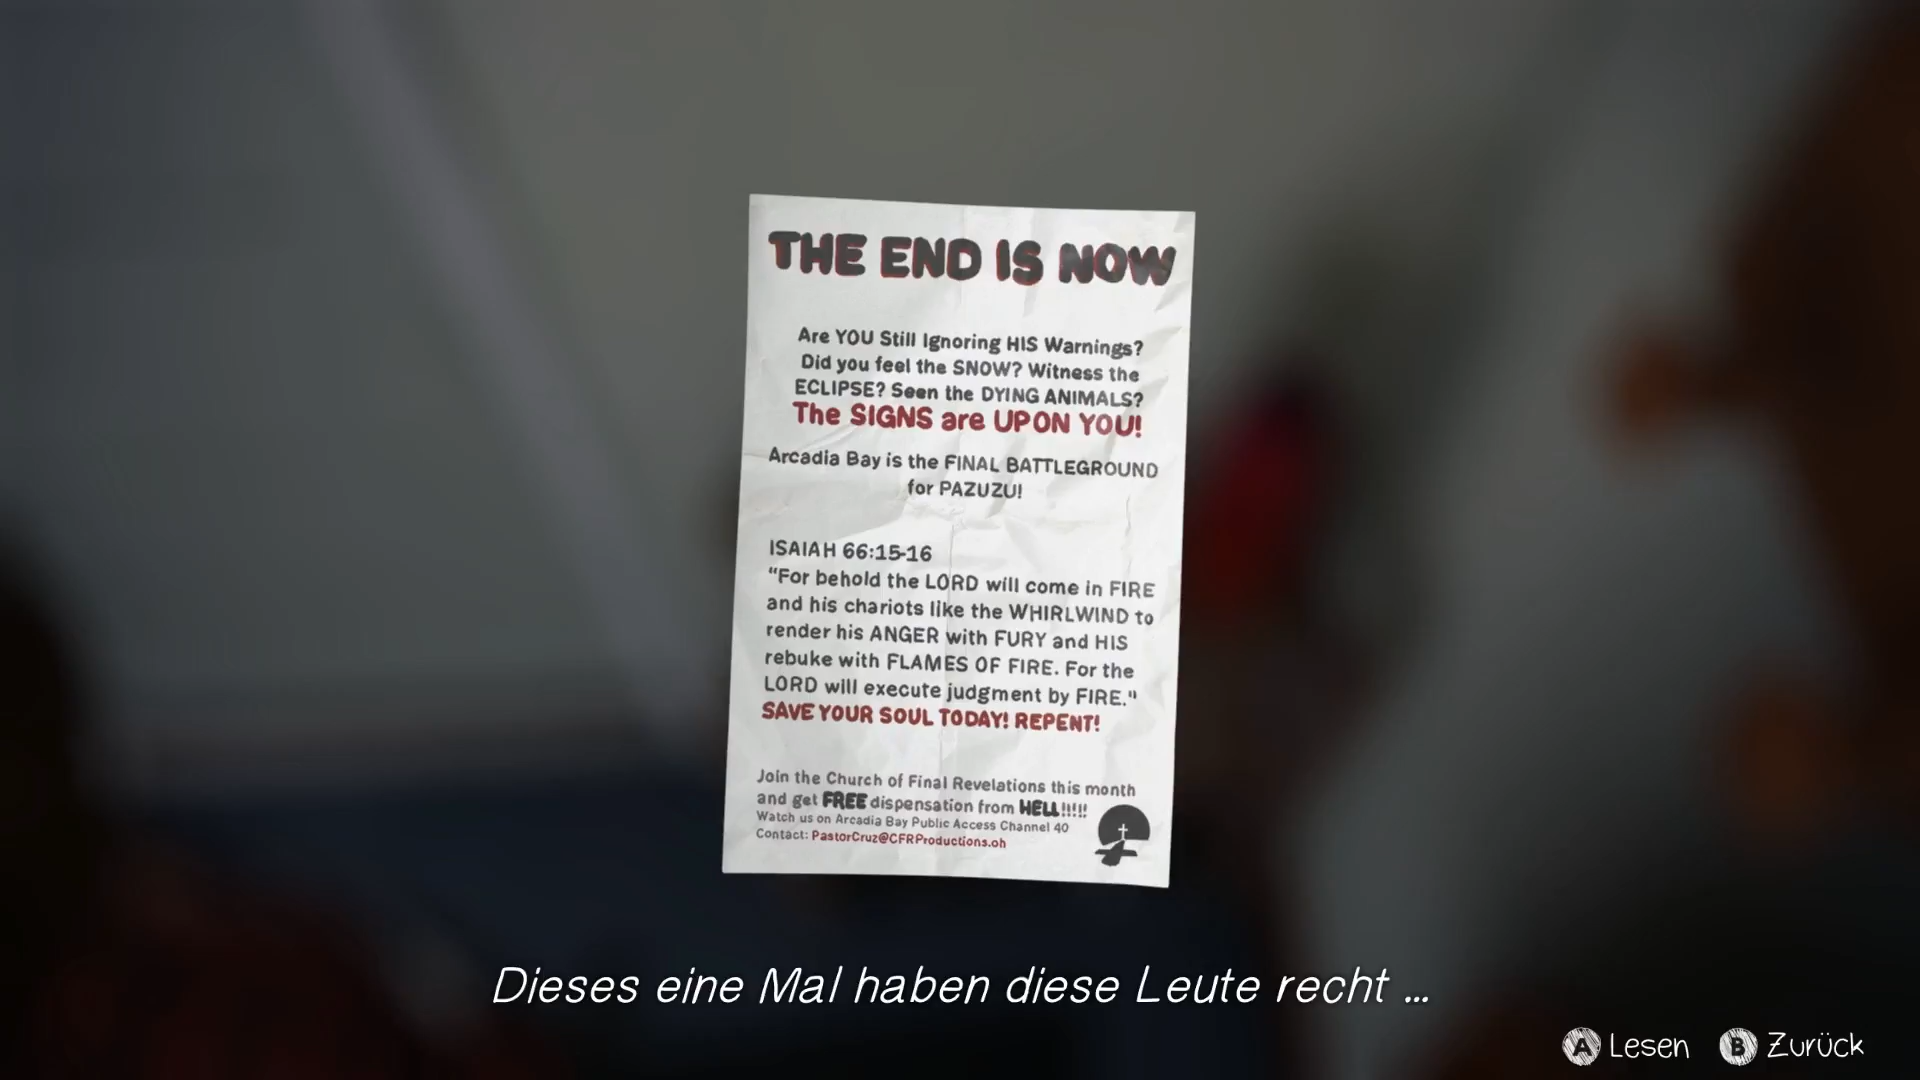 THE END IS NOW
Are YOU Still Ignoring HIS Warnings?
Did you feel the SNOW? Witness the
ECLIPSE? Seen the DYING ANIMALS?
The SIGNS are UPON YOU!
Arcadia Bay is the FINAL BATTLEGROUND
for PAZUZU!
ISAIAH 66:15-16
“For behold the LORD will come in FIRE
and his chariots like the WHIRLWIND to
render his ANGER with FURY and HIS
rebuke with FLAMES OF FIRE. For the
LORD will execute judgment by FIRE."
SAVE YOUR SOUL TODAY! REPENT!
Join the Church of Final Revelations this month
and get FREE dispensation from HELL!!!!!
Watch us on Arcadia Bay Public Access Channel 40
Contact: PastorCruz@CFRProductions.oh
Dieses eine Mal haben diese Leute recht ...
A Lesen B Zurück